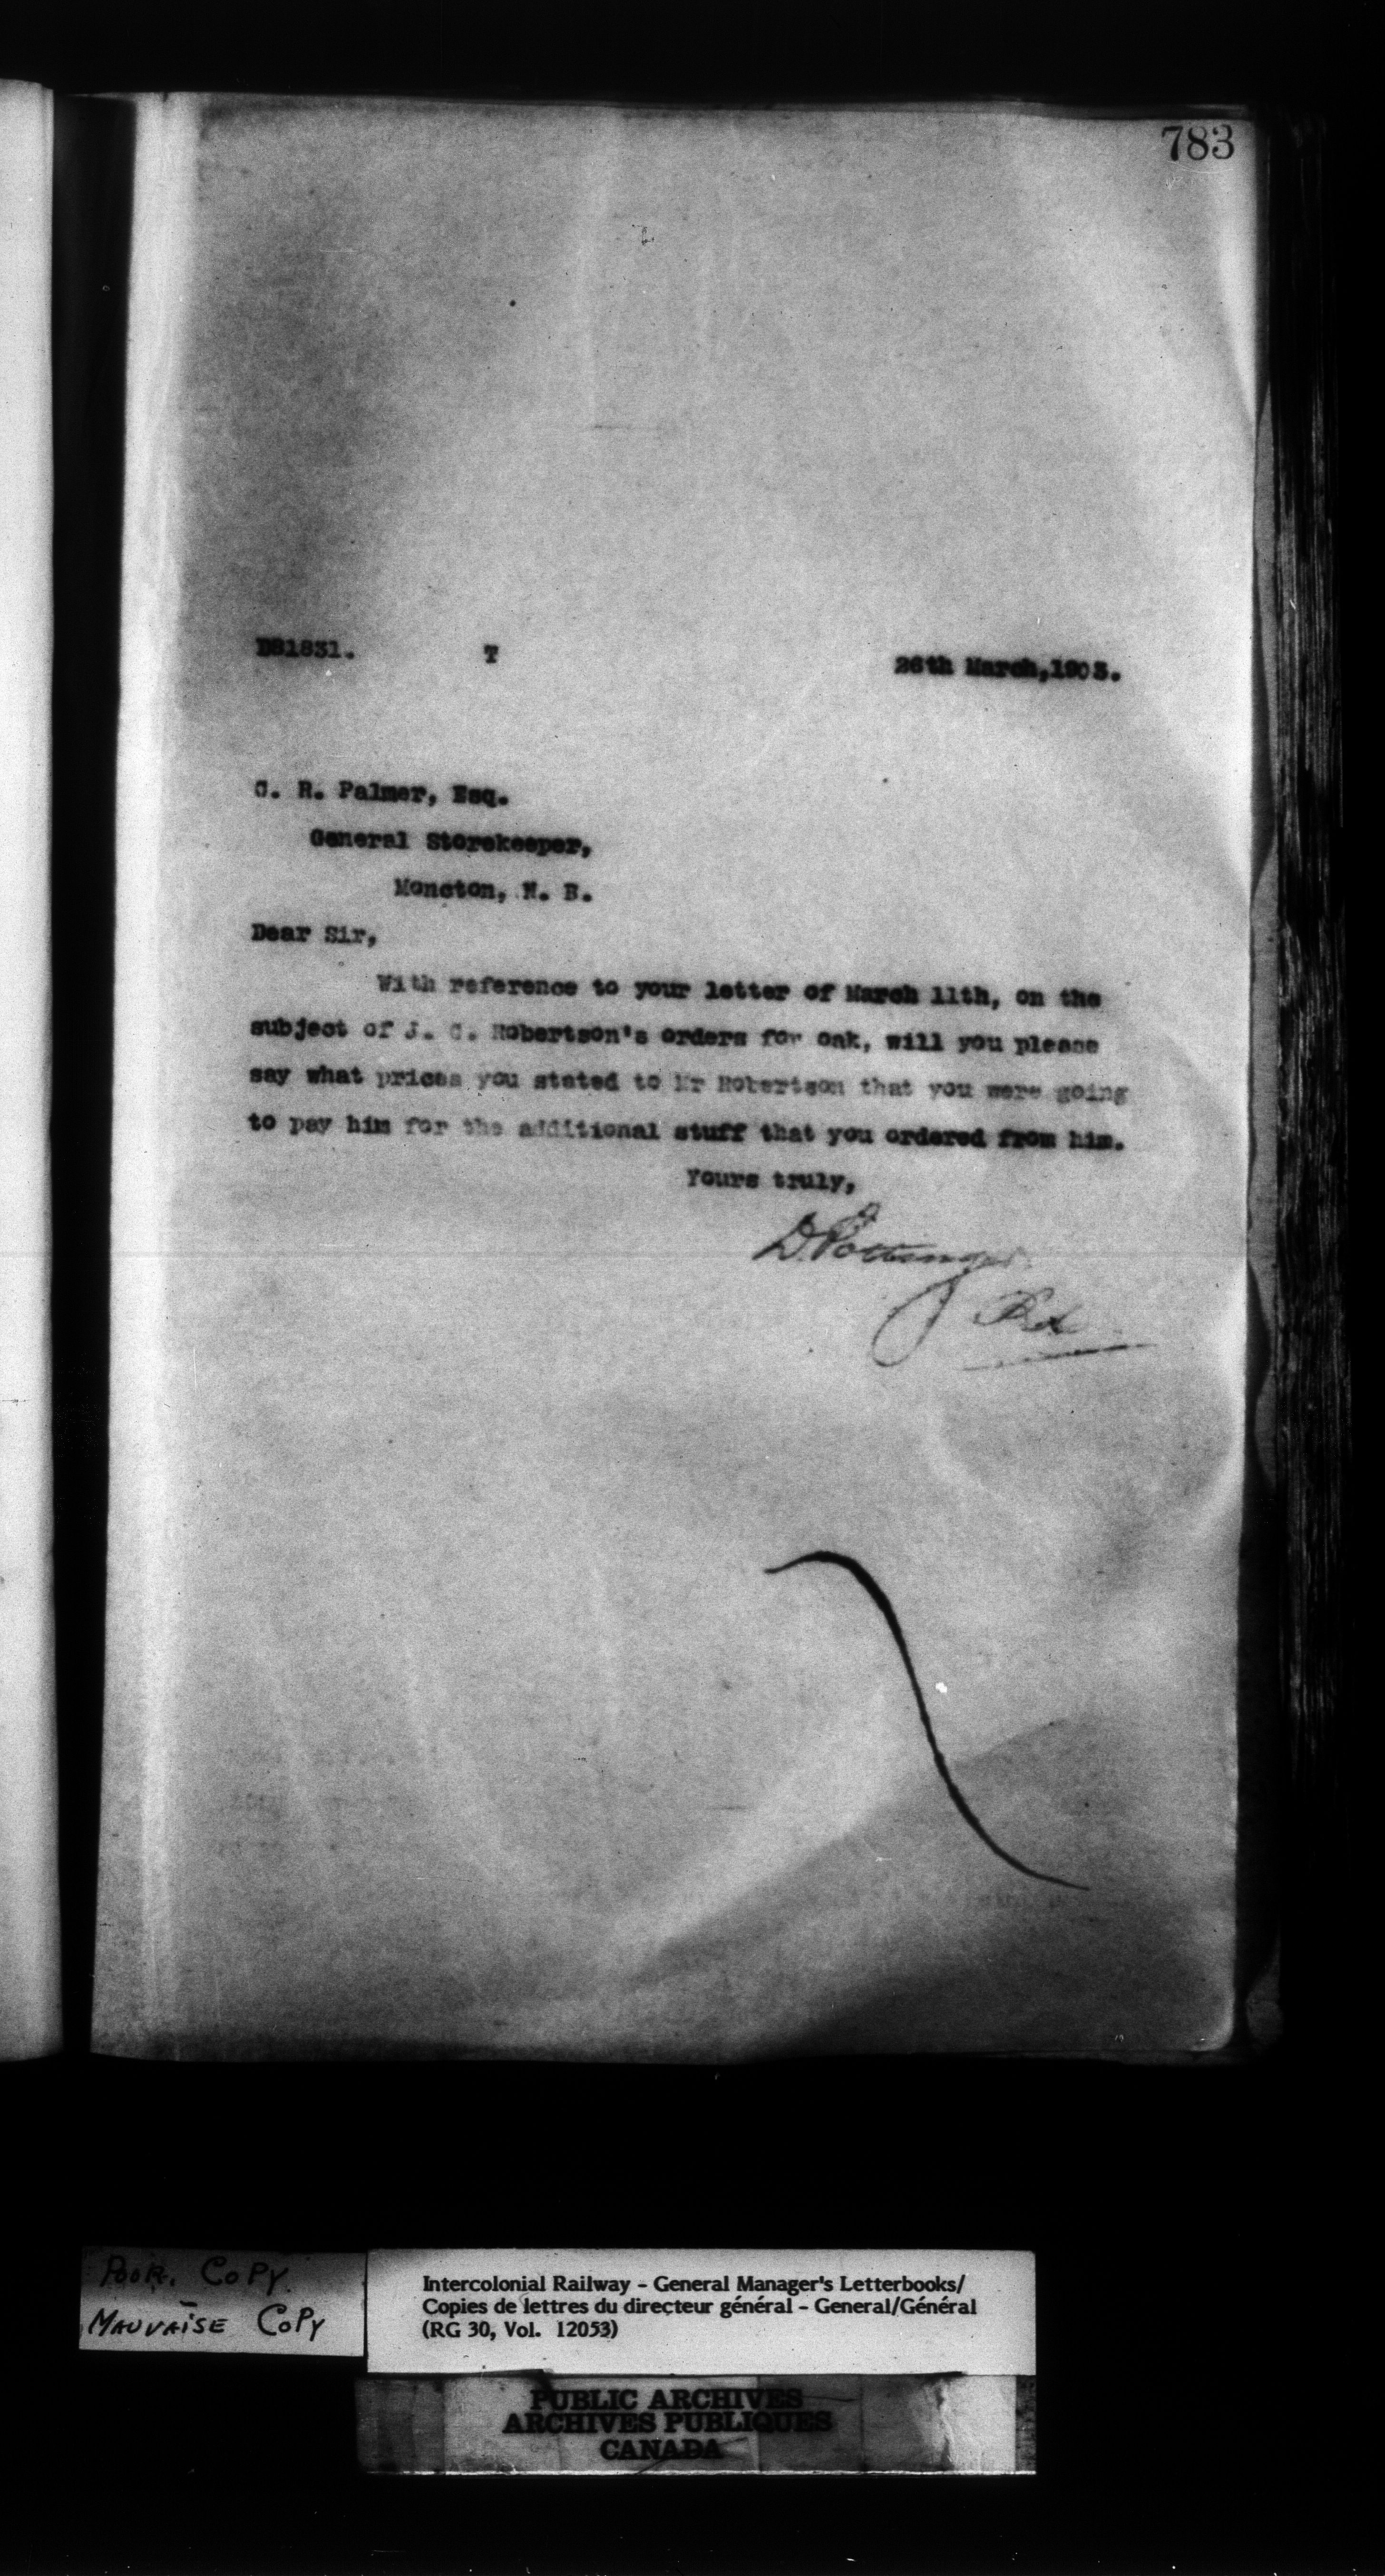 783
DS1831. T 26th March,1903.
G. R. Palmer, Esq.
General Storekeeper,
Moncton, N. B.
Dear Sir,
With reference to your letter of March 11th, on the
subject of J. C. Robertson's orders for oak, will you please
say what prices you stated to Mr Robertson that you were going
to pay him for the additional stuff that you ordered from him.
Yours truly,
D. Pottinger
POOR. COPY.
MAUVAISE COPY
Intercolonial Railway - General Manager's Letterbooks/
Copies de lettres du directeur général - General/Général
(RG 30, Vol. 12053)
PUBLIC ARCHIVES
ARCHIVES PUBLIQUES
CANADA